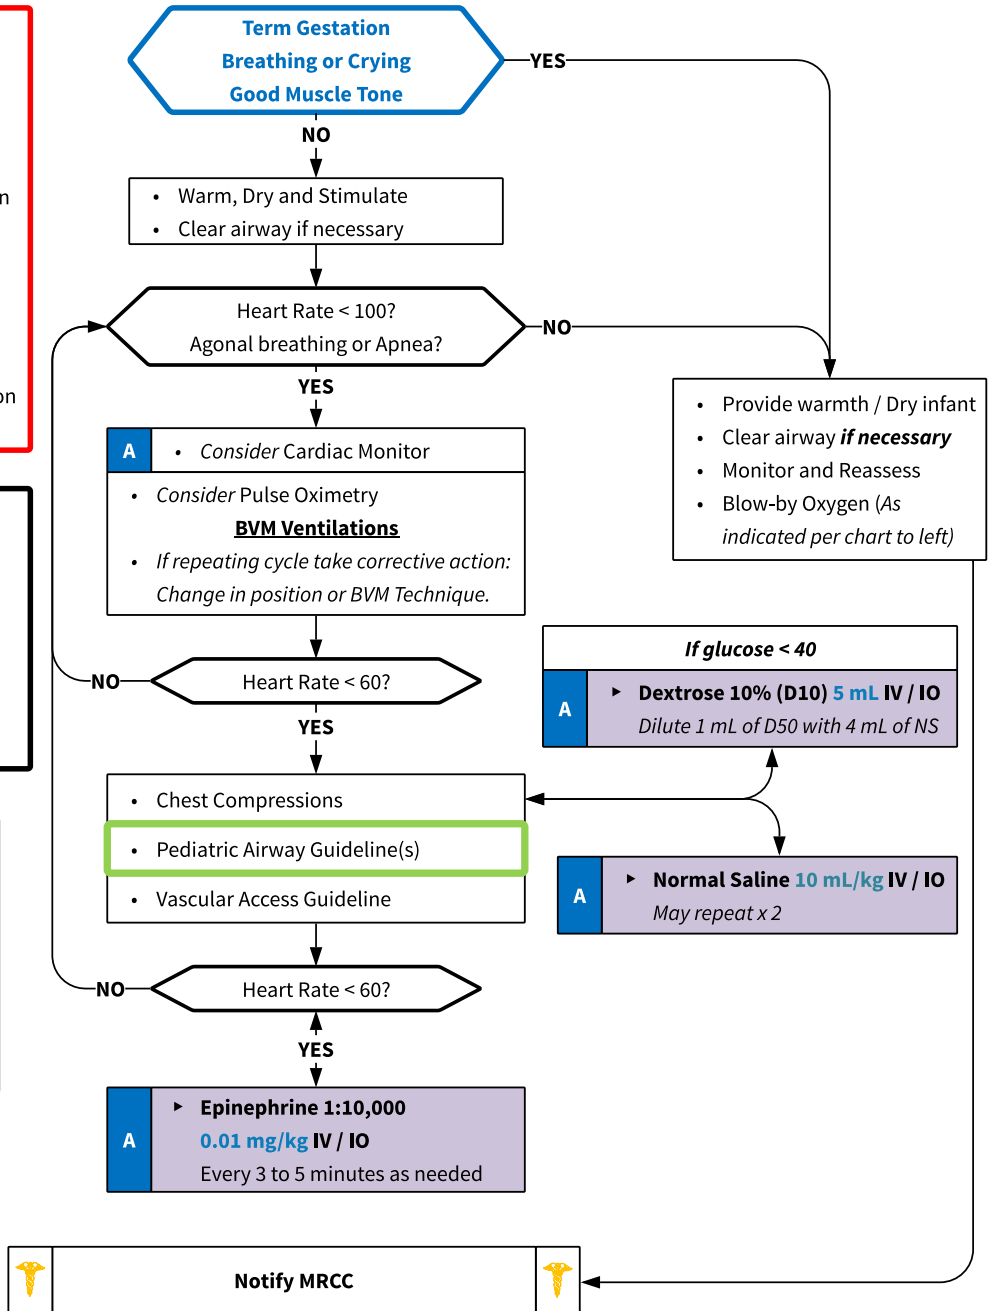 Term Gestation
Breathing or Crying
Good Muscle Tone
YES
NO
n
• Warm, Dry and Stimulate
• Clear airway if necessary
Heart Rate < 100?
Agonal breathing or Apnea?
NO
YES
on
• Provide warmth / Dry infant
• Clear airway if necessary
• Monitor and Reassess
• Blow-by Oxygen (As
indicated per chart to left)
A • Consider Cardiac Monitor
• Consider Pulse Oximetry
BVM Ventilations
• If repeating cycle take corrective action:
Change in position or BVM Technique.
If glucose < 40
A ▸ Dextrose 10% (D10) 5 mL IV / IO
Dilute 1 mL of D50 with 4 mL of NS
NO
Heart Rate < 60?
YES
• Chest Compressions
• Pediatric Airway Guideline(s)
• Vascular Access Guideline
A ▸ Normal Saline 10 mL/kg IV / IO
May repeat x 2
NO
Heart Rate < 60?
YES
A ▸ Epinephrine 1:10,000
0.01 mg/kg IV / IO
Every 3 to 5 minutes as needed
Notify MRCC